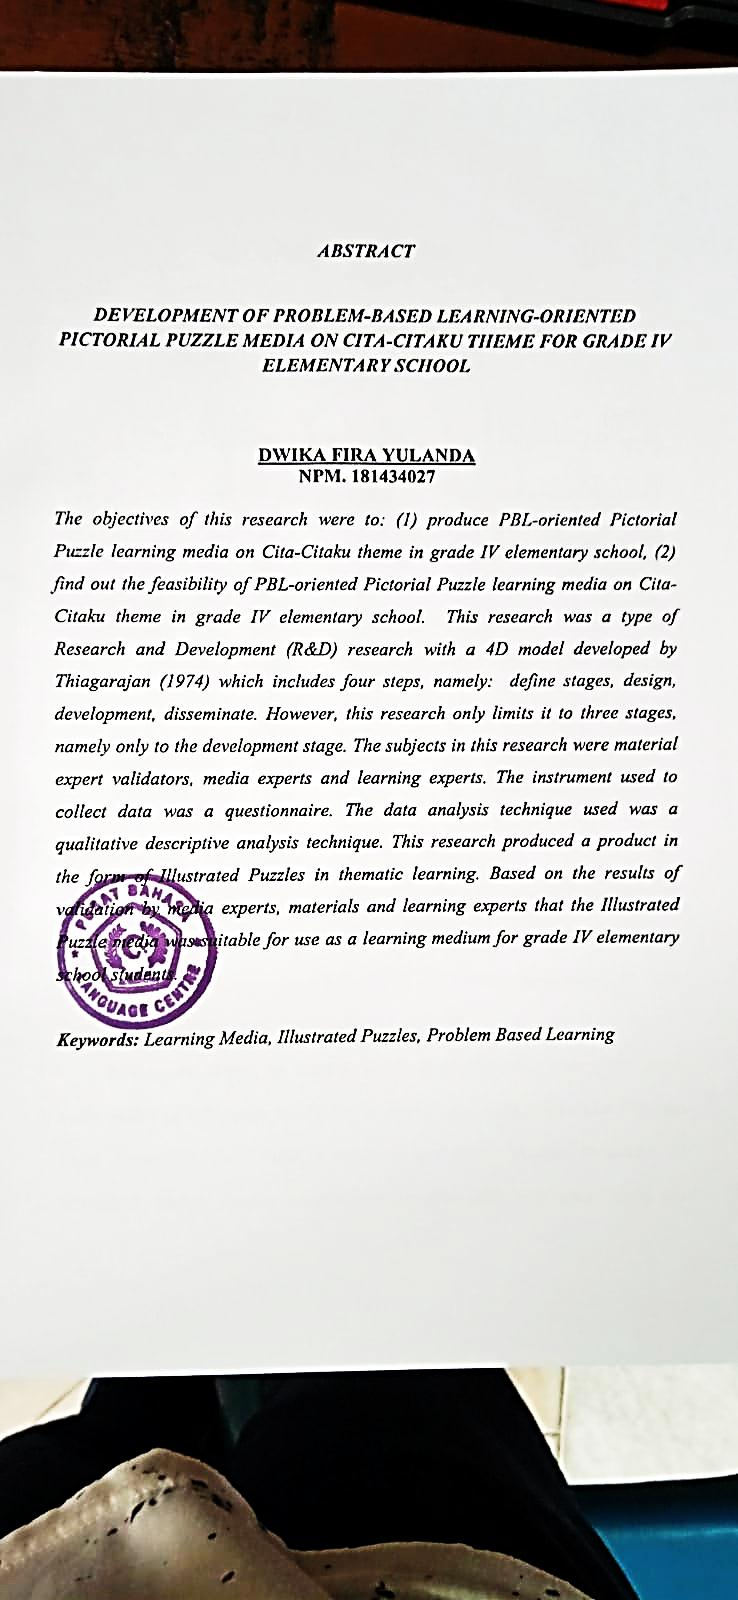 ABSTRACT
DEVELOPMENT OF PROBLEM-BASED LEARNING-ORIENTED
PICTORIAL PUZZLE MEDIA ON CITA-CITAKU THEME FOR GRADE IV
ELEMENTARY SCHOOL
DWIKA FIRA YULANDA
NPM. 181434027
The objectives of this research were to: (1) produce PBL-oriented Pictorial
Puzzle learning media on Cita-Citaku theme in grade IV elementary school, (2)
find out the feasibility of PBL-oriented Pictorial Puzzle learning media on Cita-
Citaku theme in grade IV elementary school. This research was a type of
Research and Development (R&D) research with a 4D model developed by
Thiagarajan (1974) which includes four steps, namely: define stages, design,
development, disseminate. However, this research only limits it to three stages,
namely only to the development stage. The subjects in this research were material
expert validators, media experts and learning experts. The instrument used to
collect data was a questionnaire. The data analysis technique used was a
qualitative descriptive analysis technique. This research produced a product in
the form of Illustrated Puzzles in thematic learning. Based on the results of
validation by media experts, materials and learning experts that the Illustrated
Puzzle media was suitable for use as a learning medium for grade IV elementary
school students.
PUSAT BAHASA
LANGUAGE CENTRE
Keywords: Learning Media, Illustrated Puzzles, Problem Based Learning